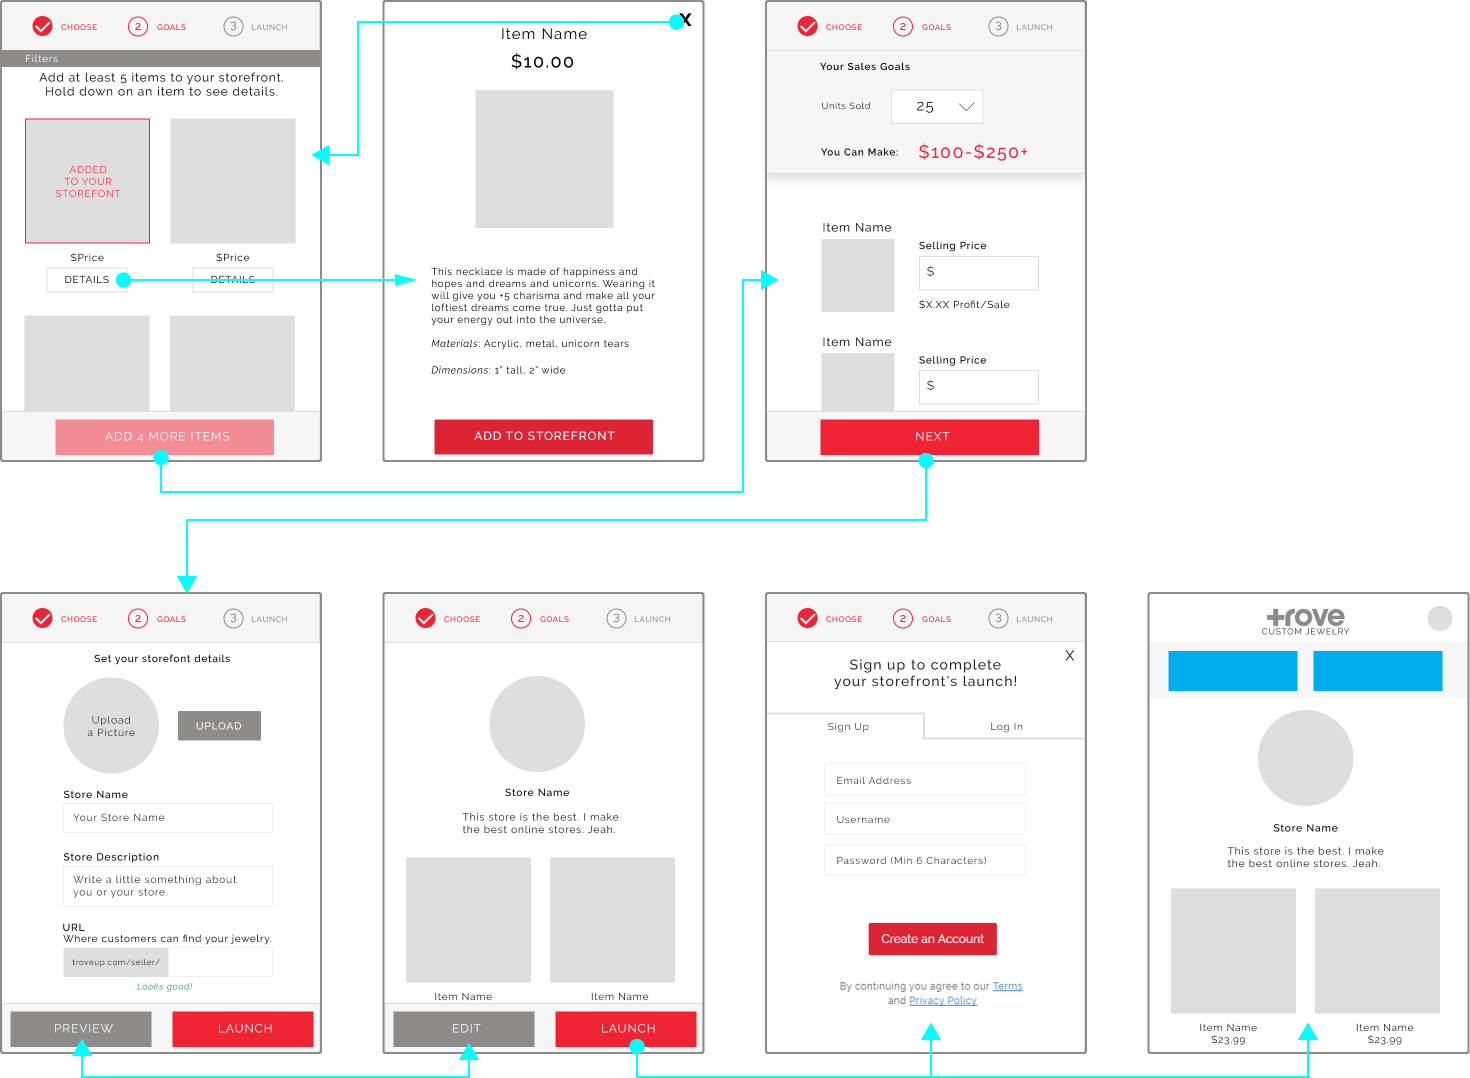 CHOOSE
2
GOALS
3
LAUNCH
Filters
Add at least 5 items to your storefront.
Hold down on an item to see details.
ADDED
TO YOUR
STOREFONT
$Price
$Price
DETAILS
DETAILS
ADD 4 MORE ITEMS
X
Item Name
$10.00
This necklace is made of happiness and
hopes and dreams and unicorns. Wearing it
will give you +5 charisma and make all your
loftiest dreams come true. Just gotta put
your energy out into the universe.
Materials: Acrylic, metal, unicorn tears
Dimensions: 1” tall, 2” wide
ADD TO STOREFRONT
CHOOSE
2
GOALS
3
LAUNCH
Your Sales Goals
Units Sold
25
You Can Make:
$100-$250+
Item Name
Selling Price
$
$X.XX Profit/Sale
Item Name
Selling Price
$
NEXT
CHOOSE
2
GOALS
3
LAUNCH
Set your storefont details
Upload
a Picture
UPLOAD
Store Name
Your Store Name
Store Description
Write a little something about
you or your store.
URL
Where customers can find your jewelry.
troveup.com/seller/
Looks good!
PREVIEW
LAUNCH
CHOOSE
2
GOALS
3
LAUNCH
Store Name
This store is the best. I make
the best online stores. Jeah.
Item Name
Item Name
EDIT
LAUNCH
CHOOSE
2
GOALS
3
LAUNCH
X
Sign up to complete
your storefront's launch!
Sign Up
Log In
Email Address
Username
Password (Min 6 Characters)
Create an Account
By continuing you agree to our Terms
and Privacy Policy
trove
CUSTOM JEWELRY
Store Name
This store is the best. I make
the best online stores. Jeah.
Item Name
$23.99
Item Name
$23.99